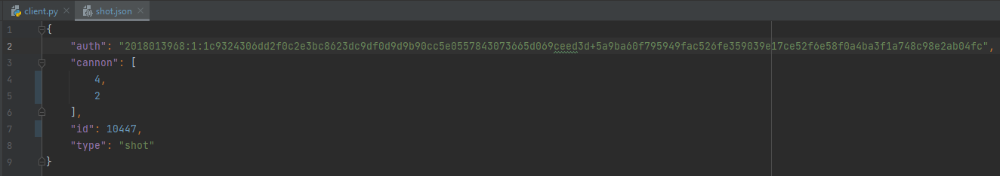 client.py shot.json
1 {
2 "auth": "2018013968:1:1c9324306dd2f0c2e3bc8623dc9df0d9d9b90cc5e0557843073665d069ceed3d+5a9ba60f795949fac526fe359039e17ce52f6e58f0a4ba3f1a748c98e2ab04fc",
3 "cannon": [
4 4,
5 2
6 ],
7 "id": 10447,
8 "type": "shot"
9 }